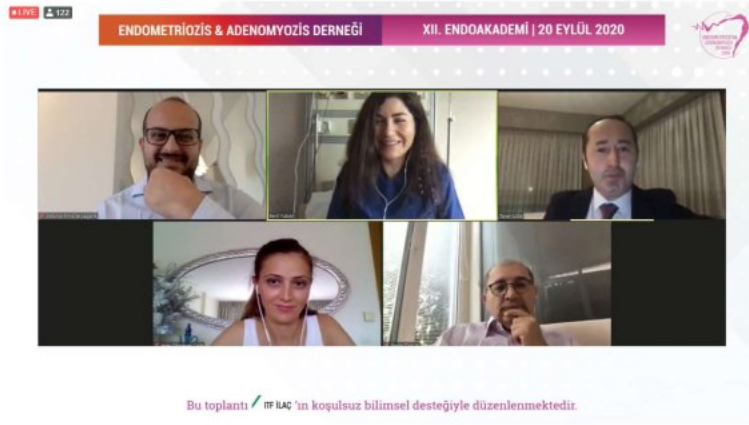 LIVE 122
ENDOMETRİOZİS & ADENOMYOZİS DERNEĞİ
XII. ENDOAKADEMİ | 20 EYLÜL 2020
Bu toplantı İTF İLAÇ 'ın koşulsuz bilimsel desteğiyle düzenlenmektedir.